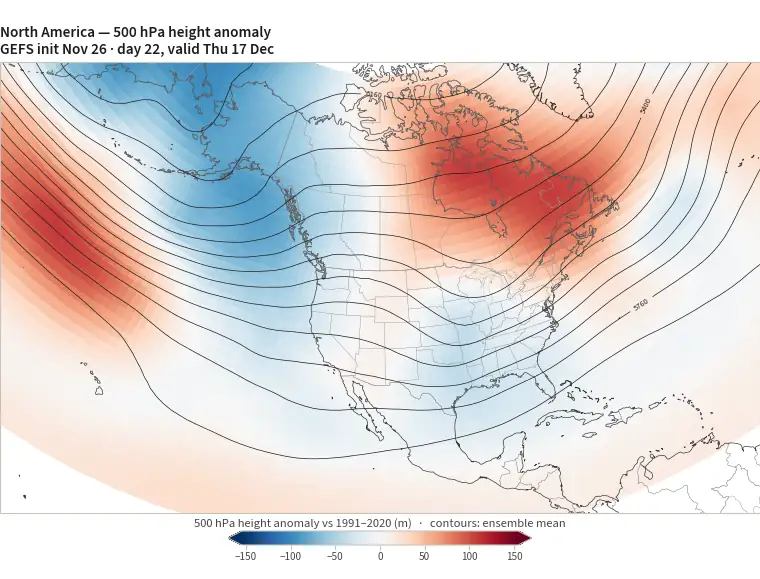 North America — 500 hPa height anomaly
GEFS init Nov 26 · day 22, valid Thu 17 Dec
5760
500 hPa height anomaly vs 1991–2020 (m) · contours: ensemble mean
−150 −100 −50 0 50 100 150